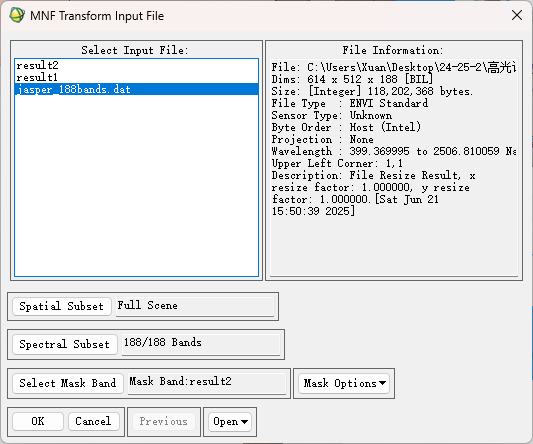 MNF Transform Input File
Select Input File:
result2
result1
jasper_188bands.dat
File Information:
File: C:\Users\Xuan\Desktop\24-25-2\高光
Dims: 614 x 512 x 188 [BIL]
Size: [Integer] 118,202,368 bytes.
File Type : ENVI Standard
Sensor Type: Unknown
Byte Order : Host (Intel)
Projection : None
Wavelength : 399.369995 to 2506.810059 Na
Upper Left Corner: 1,1
Description: File Resize Result, x
resize factor: 1.000000, y resize
factor: 1.000000.[Sat Jun 21
15:50:39 2025]
Spatial Subset Full Scene
Spectral Subset 188/188 Bands
Select Mask Band Mask Band:result2 Mask Options
OK Cancel Previous Open